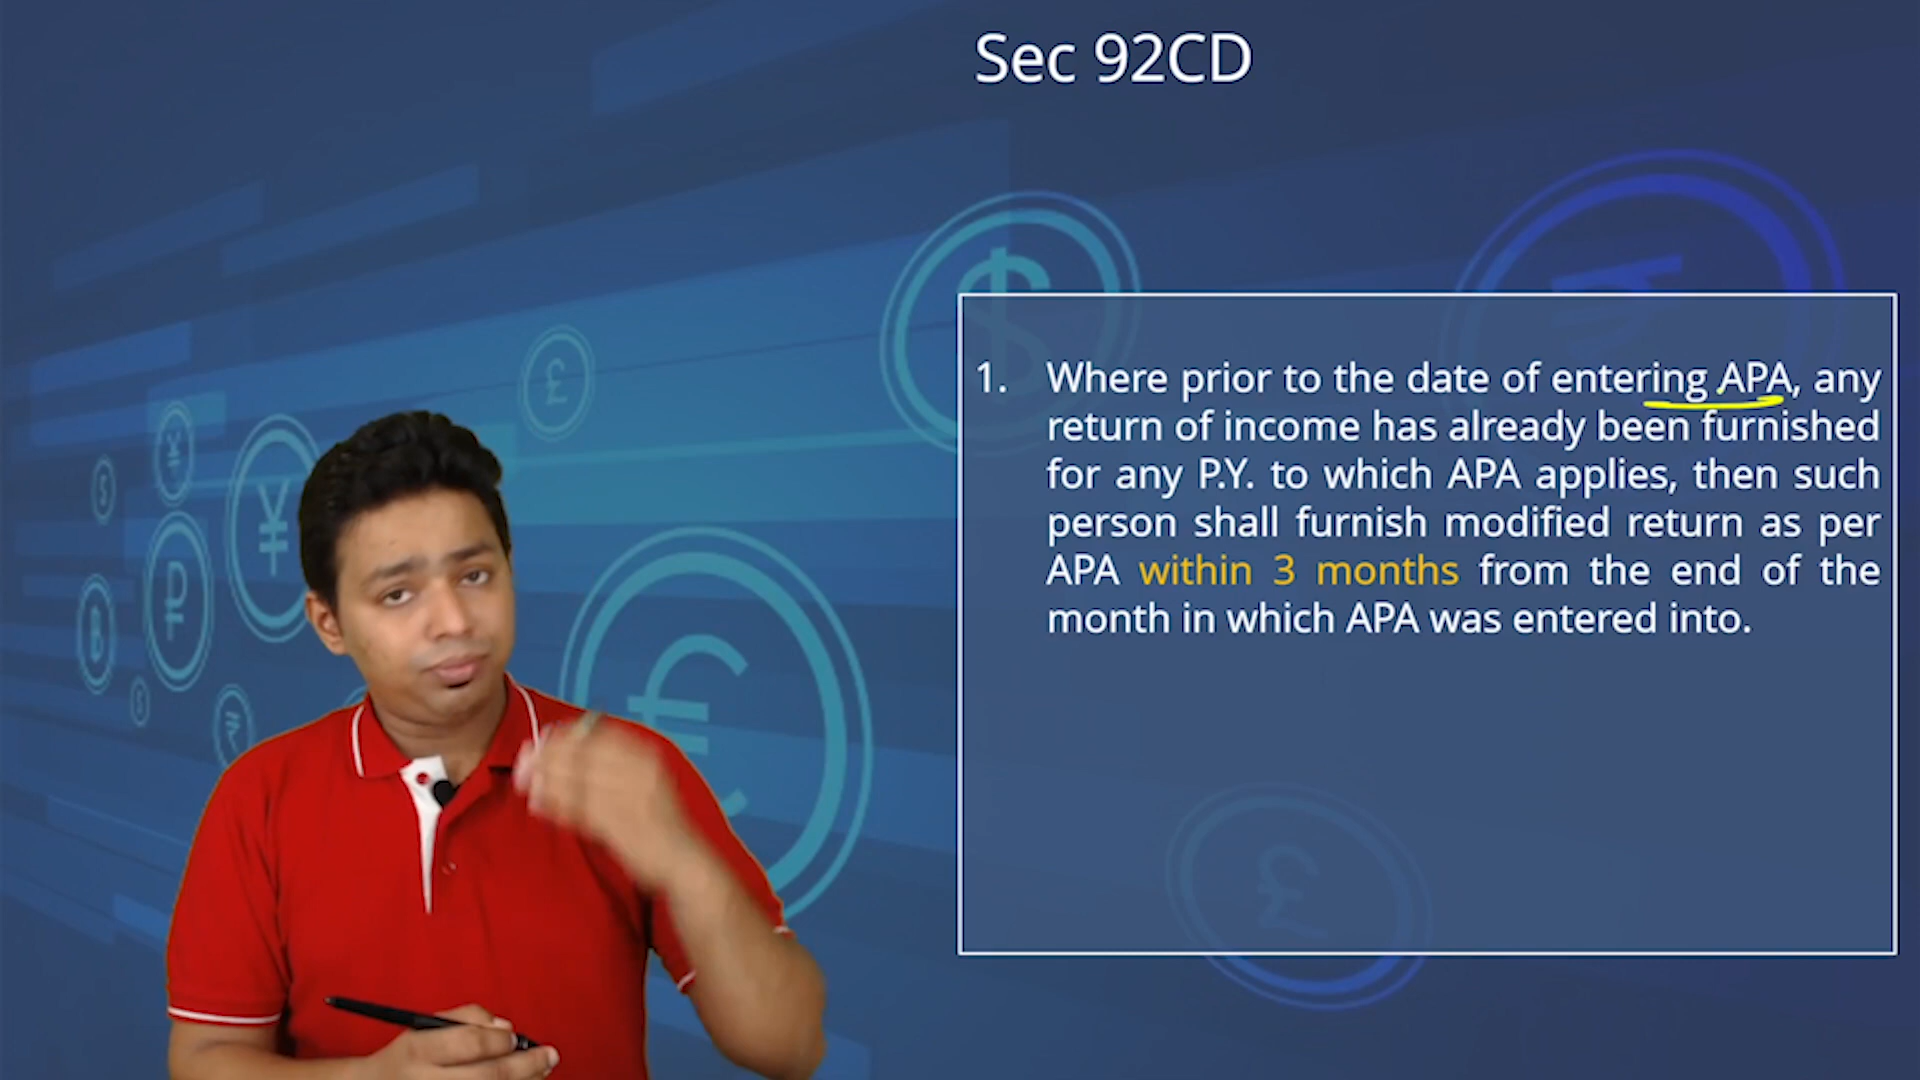 Sec 92CD
1. Where prior to the date of entering APA, any
return of income has already been furnished
for any P.Y. to which APA applies, then such
person shall furnish modified return as per
APA within 3 months from the end of the
month in which APA was entered into.